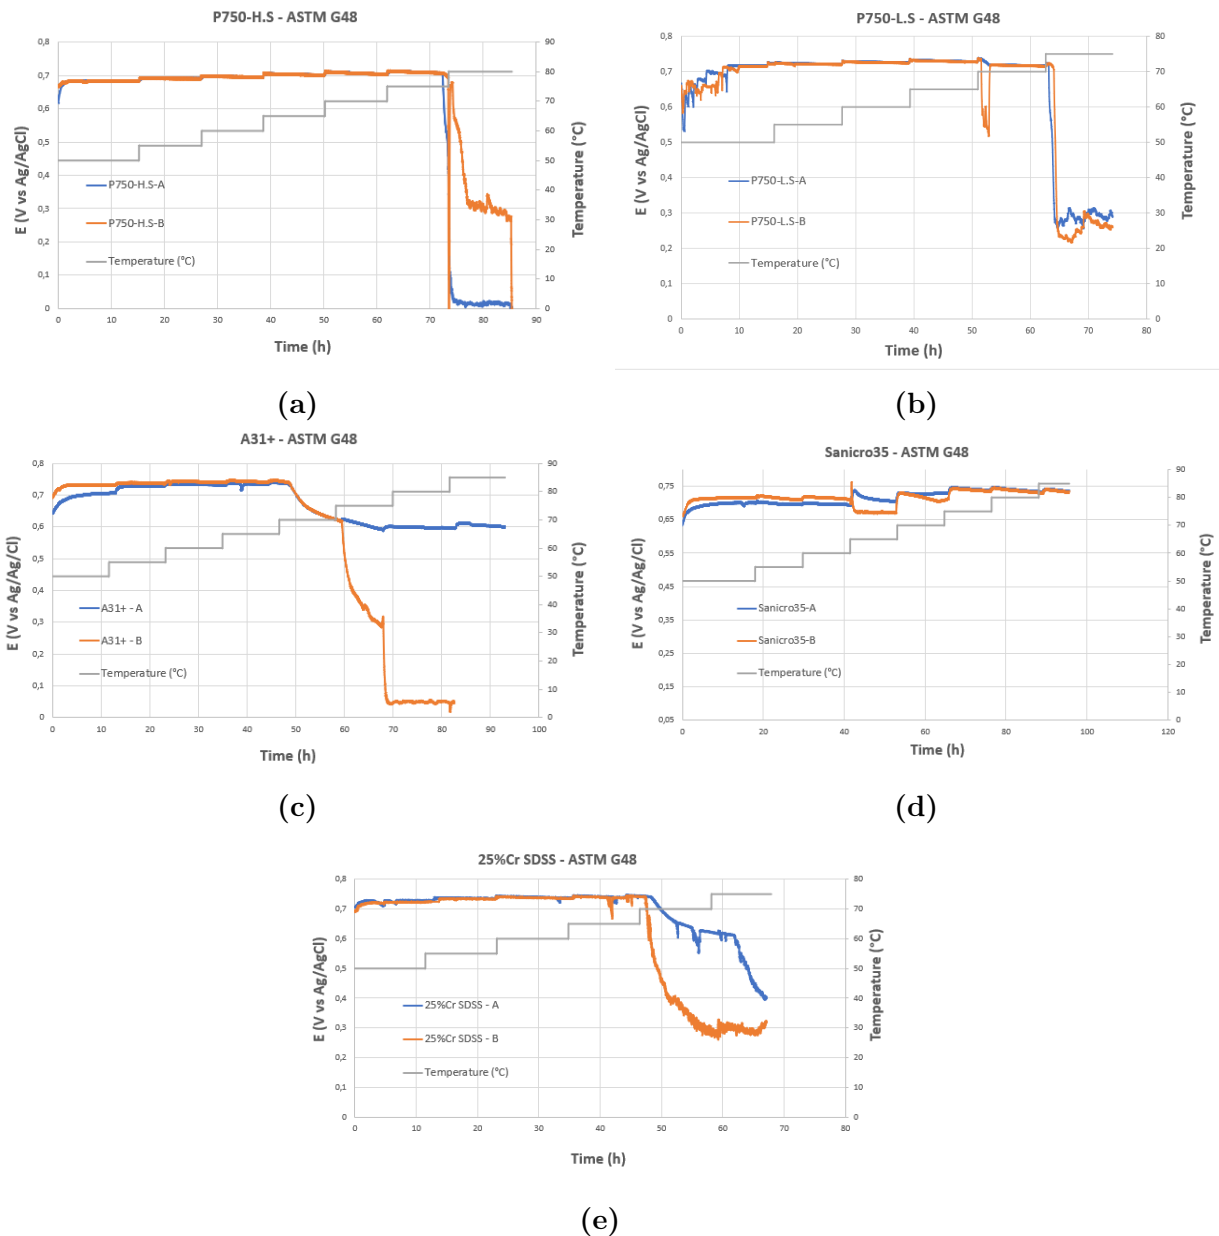 P750-H.S - ASTM G48
0,8
0,7
0,6
0,5
0,4
0,3
0,2
0,1
0
E (V vs Ag/AgCl)
90
80
70
60
50
40
30
20
10
0
Temperature (°C)
P750-H.S-A
P750-H.S-B
Temperature (°C)
0 10 20 30 40 50 60 70 80 90
Time (h)
(a)
P750-L.S - ASTM G48
0,8
0,7
0,6
0,5
0,4
0,3
0,2
0,1
0
E (V vs Ag/AgCl)
80
70
60
50
40
30
20
10
0
Temperature (°C)
P750-L.S-A
P750-L.S-B
Temperature (°C)
0 10 20 30 40 50 60 70 80
Time (h)
(b)
A31+ - ASTM G48
0,8
0,7
0,6
0,5
0,4
0,3
0,2
0,1
0
E (V vs Ag/Ag/Cl)
90
80
70
60
50
40
30
20
10
0
Temperature (°C)
A31+ - A
A31+ - B
Temperature (°C)
0 10 20 30 40 50 60 70 80 90 100
Time (h)
(c)
Sanicro35 - ASTM G48
0,75
0,65
0,55
0,45
0,35
0,25
0,15
0,05
E (V vs Ag/Ag/Cl)
90
80
70
60
50
40
30
20
10
0
Temperature (°C)
Sanicro35-A
Sanicro35-B
Temperature (°C)
0 20 40 60 80 100 120
Time (h)
(d)
25%Cr SDSS - ASTM G48
0,8
0,7
0,6
0,5
0,4
0,3
0,2
0,1
0
E (V vs Ag/AgCl)
80
70
60
50
40
30
20
10
0
Temperature (°C)
25%Cr SDSS - A
25%Cr SDSS - B
Temperature (°C)
0 10 20 30 40 50 60 70 80
Time (h)
(e)